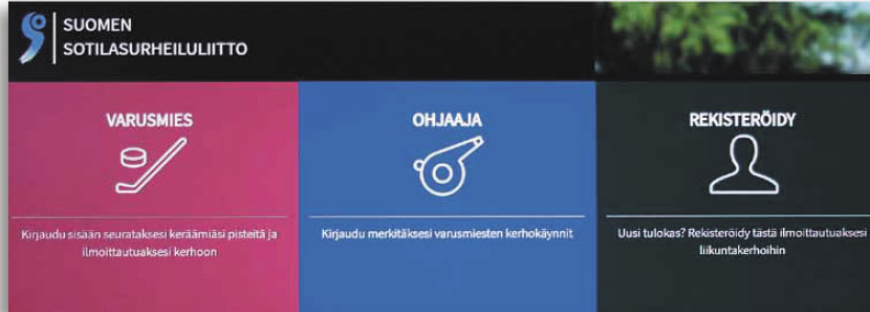 SUOMEN
SOTILASURHEILULIITTO
VARUSMIES
Kirjaudu sisään seurataksesi keräämiäsi pisteitä ja
ilmoittautuaksesi kerhoon
OHJAAJA
Kirjaudu merkitäksesi varusmiesten kerhokäynnit
REKISTERÖIDY
Uusi tulokas? Rekisteröidy tästä ilmoittautuaksesi
liikuntakerhoihin